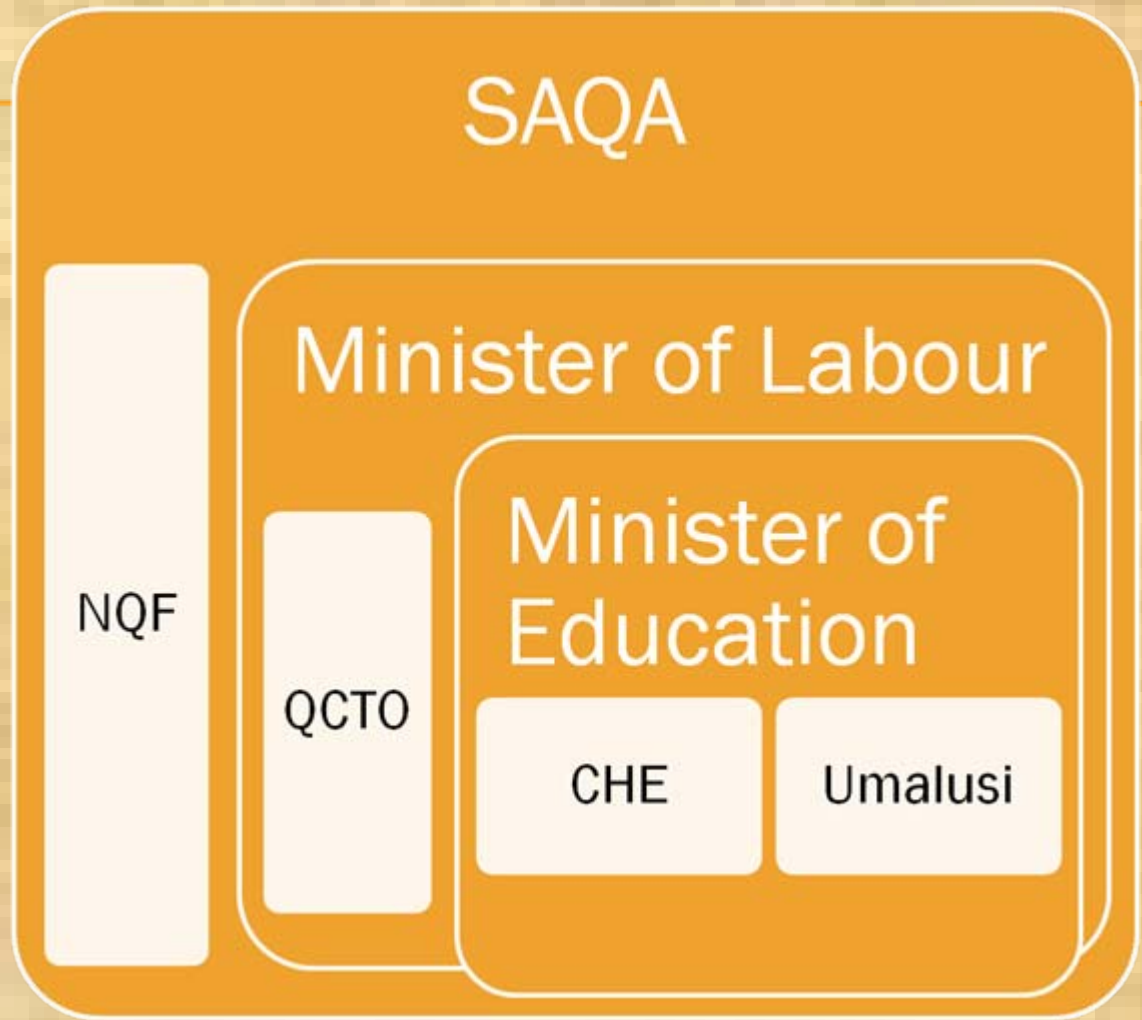 SAQA
Minister of Labour
Minister of
Education
NQF
QCTO
CHE
Umalusi